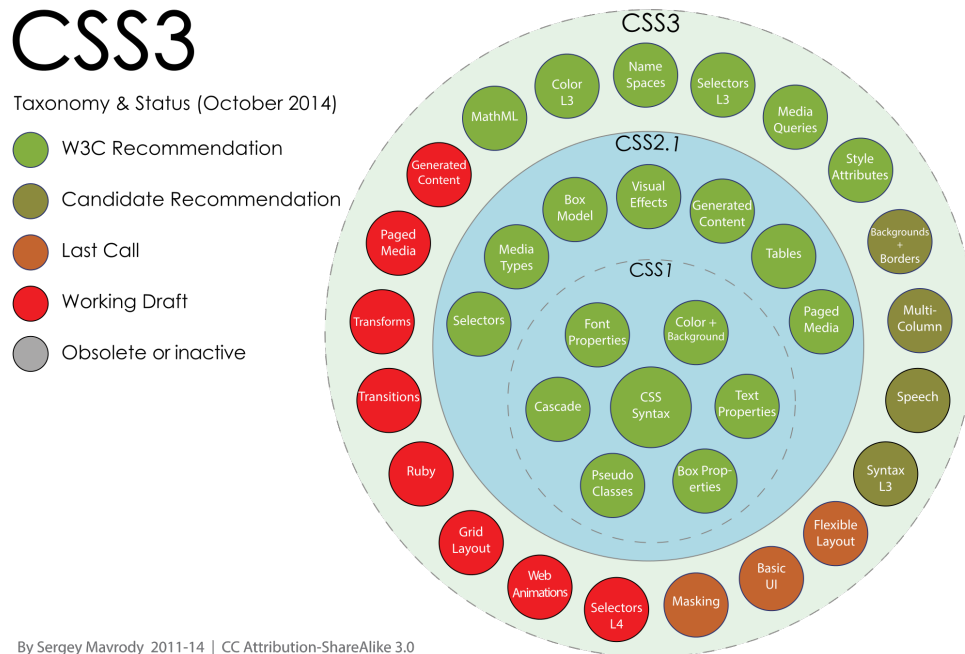 CSS3
Taxonomy & Status (October 2014)
W3C Recommendation
Candidate Recommendation
Last Call
Working Draft
Obsolete or inactive
CSS3
Name
Spaces
Selectors
L3
Media
Queries
Style
Attributes
Backgrounds
+
Borders
Multi-
Column
Speech
Syntax
L3
Flexible
Layout
Basic
UI
Masking
Selectors
L4
Web
Animations
Grid
Layout
Ruby
Transitions
Transforms
Paged
Media
Generated
Content
MathML
Color
L3
CSS2.1
Selectors
Media
Types
Box
Model
Visual
Effects
Generated
Content
Tables
Paged
Media
CSS1
Font
Properties
Color +
Background
Cascade
CSS
Syntax
Text
Properties
Pseudo
Classes
Box Prop-
erties
By Sergey Mavrody 2011-14 | CC Attribution-ShareAlike 3.0